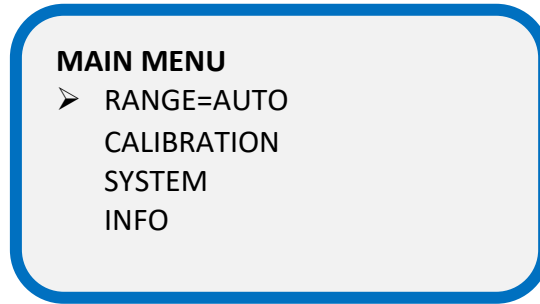 MAIN MENU
➢ RANGE=AUTO
CALIBRATION
SYSTEM
INFO